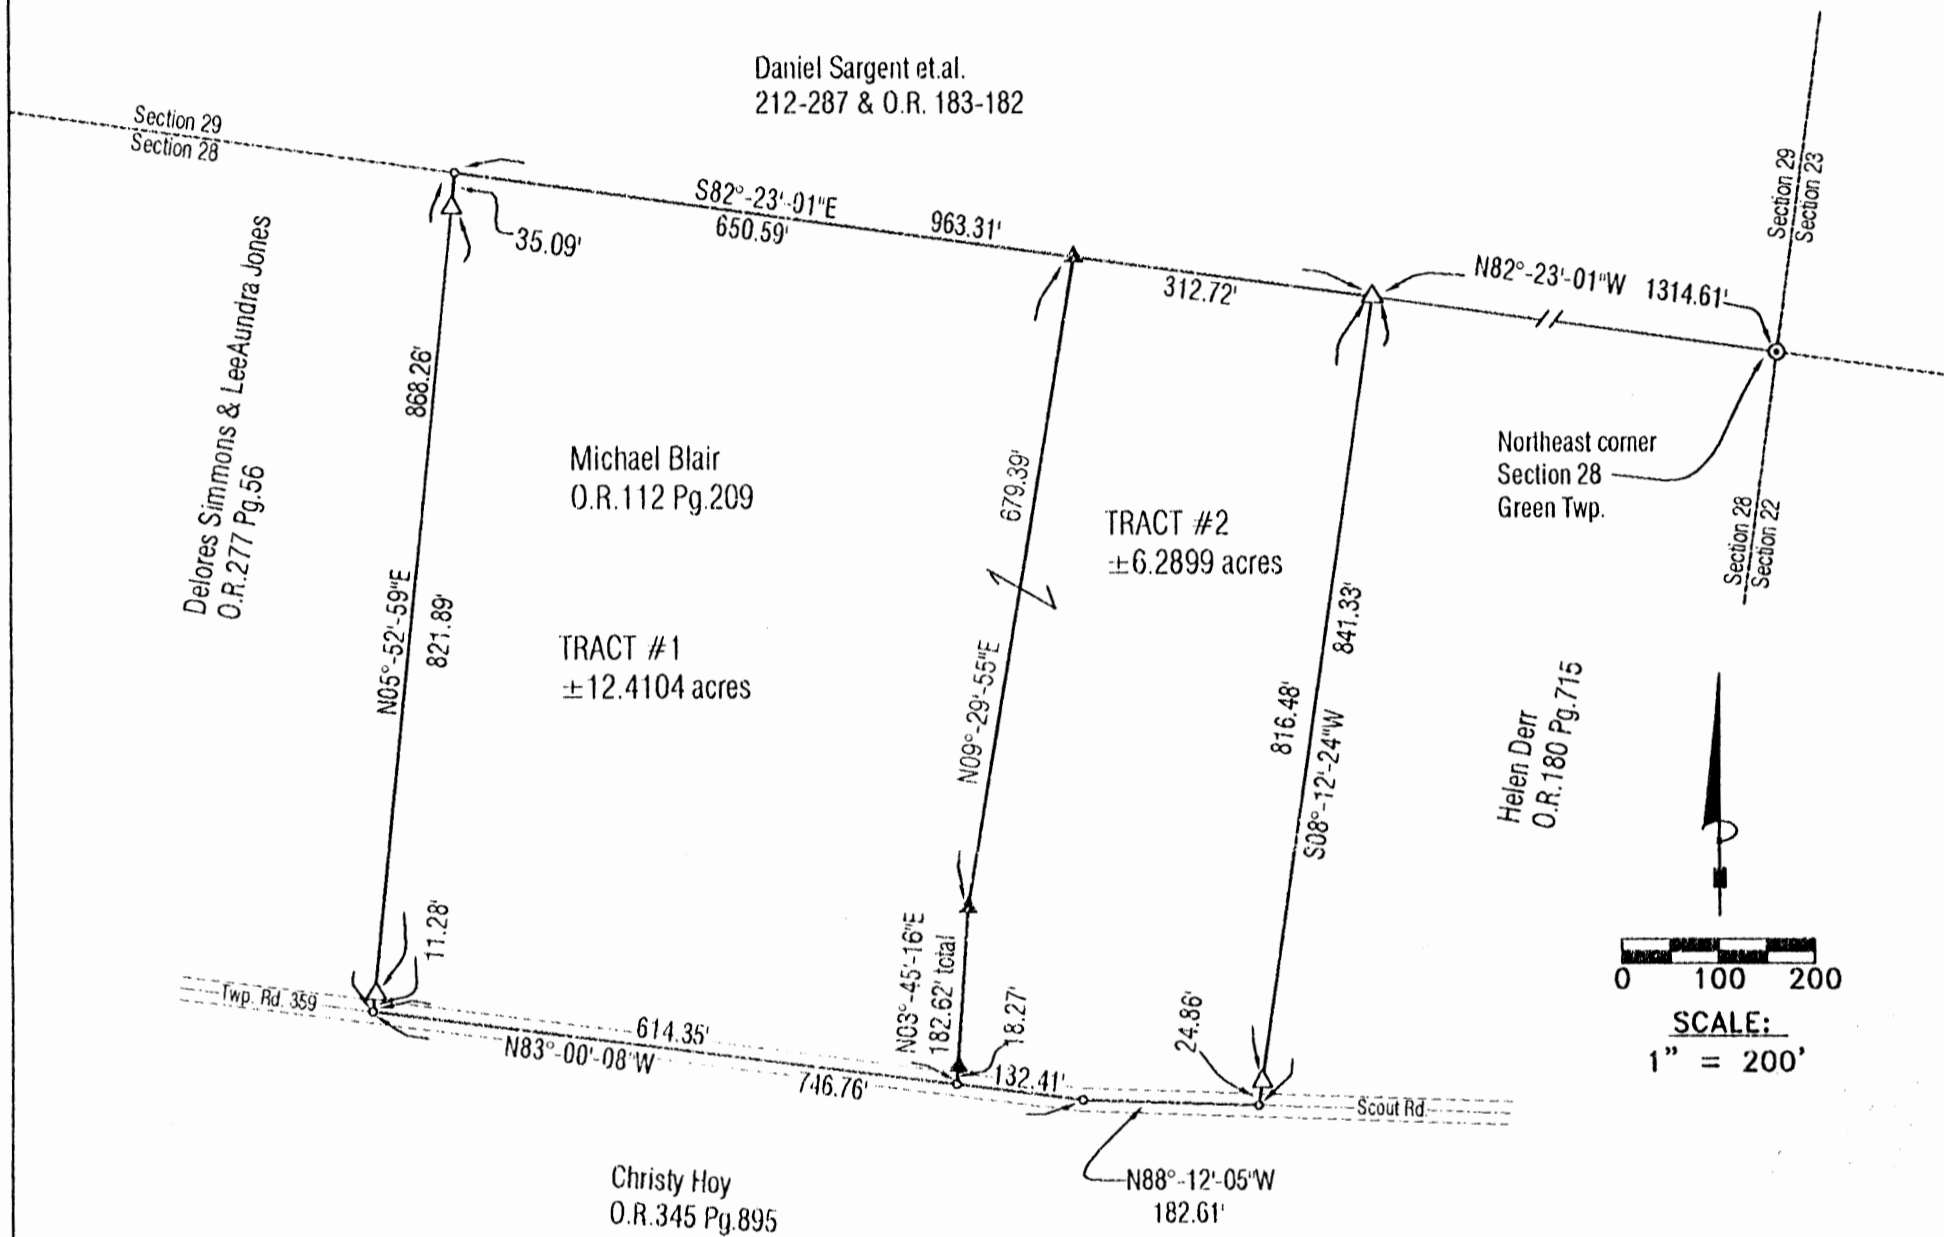 Daniel Sargent et.al.
212-287 & O.R. 183-182
Section 29
Section 28
S82°-23'-01"E
650.59'
963.31'
312.72'
N82°-23'-01"W 1314.61'
Section 29
Section 23
35.09'
Delores Simmons & LeeAundra Jones
O.R.277 Pg.56
868.26'
N05°-52'-59"E
821.89'
11.28'
Michael Blair
O.R.112 Pg.209
TRACT #1
±12.4104 acres
679.39'
N09°-29'-55"E
TRACT #2
±6.2899 acres
841.33'
816.48'
S08°-12'-24"W
Northeast corner
Section 28
Green Twp.
Section 28
Section 22
Helen Derr
O.R.180 Pg.715
N03°-45'-16"E
182.62' total
18.27'
24.86'
Twp. Rd. 359
614.35'
N83°-00'-08"W
746.76'
132.41'
Scout Rd.
N88°-12'-05"W
182.61'
Christy Hoy
O.R.345 Pg.895
0 100 200
SCALE:
1" = 200'